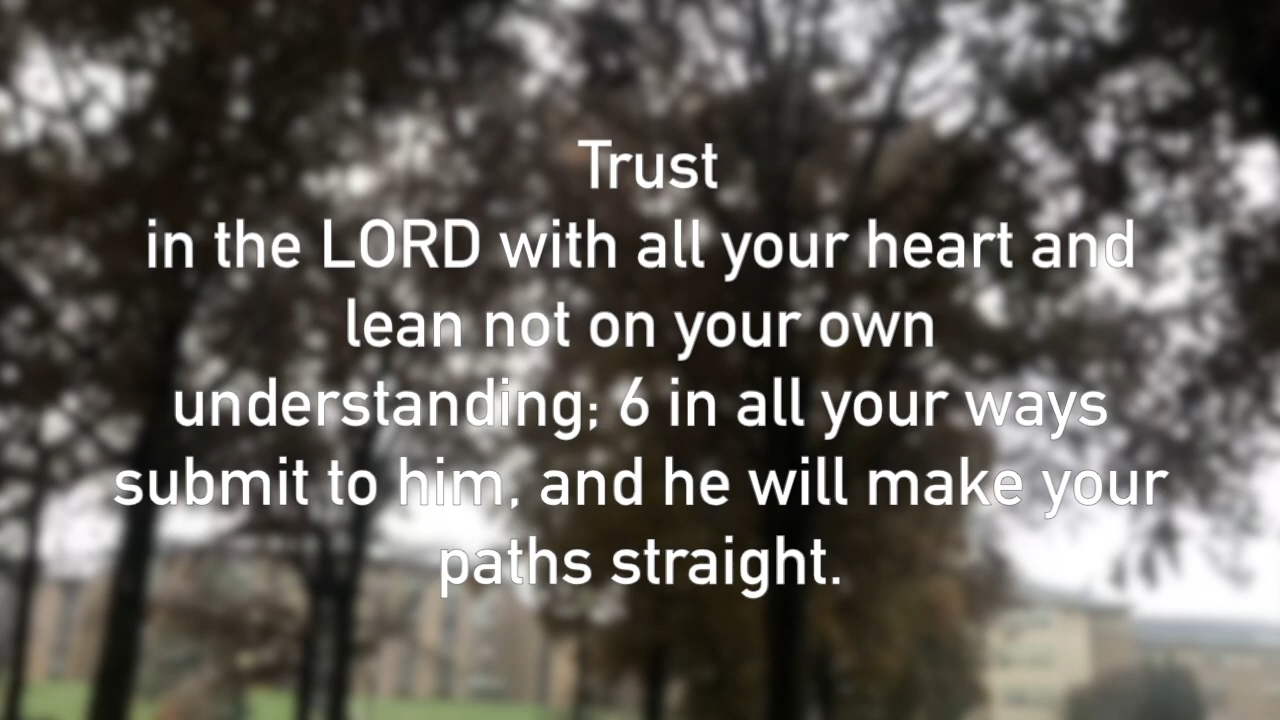 Trust
in the LORD with all your heart and
lean not on your own
understanding; 6 in all your ways
submit to him, and he will make your
paths straight.